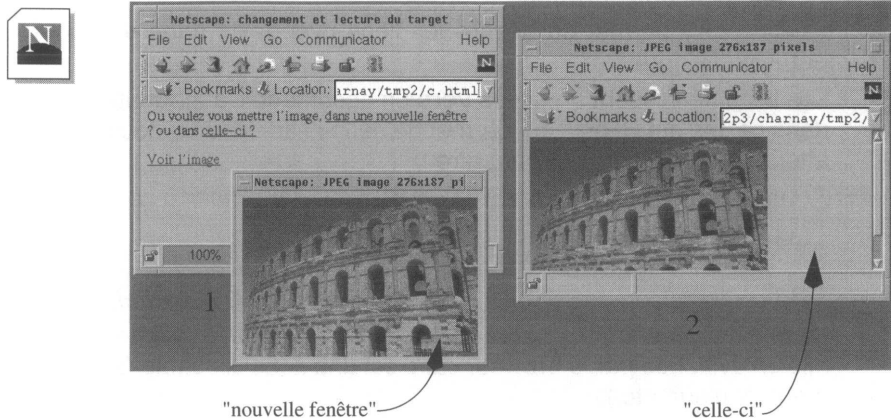 N
Netscape: changement et lecture du target
File Edit View Go Communicator Help
Bookmarks Location: arnay/tmp2/c.html
Ou voulez vous mettre l'image, dans une nouvelle fenêtre
? ou dans celle-ci ?
Voir l'image
100%
Netscape: JPEG image 276x187 pi
1
Netscape: JPEG image 276x187 pixels
File Edit View Go Communicator Help
N
Bookmarks Location: 2p3/charnay/tmp2/
2
"nouvelle fenêtre"
"celle-ci"